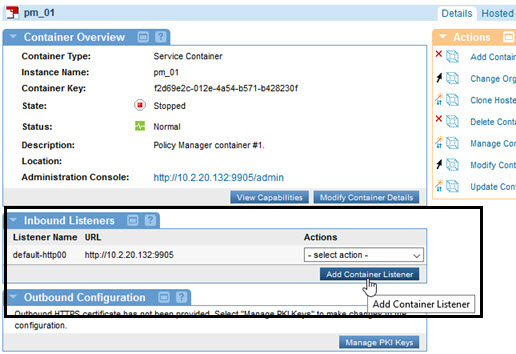 pm_01
Details
Hosted
Container Overview
Container Type: Service Container
Instance Name: pm_01
Container Key: f2d69e2c-012e-4a54-b571-b428230f
State: Stopped
Status: Normal
Description: Policy Manager container #1.
Location:
Administration Console: http://10.2.20.132:9905/admin
View Capabilities
Modify Container Details
Actions
Add Contain
Change Org
Clone Hoste
Delete Conta
Manage Con
Modify Cont
Update Cont
Inbound Listeners
Listener Name URL Actions
default-http00 http://10.2.20.132:9905 - select action -
Add Container Listener
Add Container Listener
Outbound Configuration
Outbound HTTPS certificate has not been provided. Select "Manage PKI Keys" to make changes to the
configuration.
Manage PKI Keys